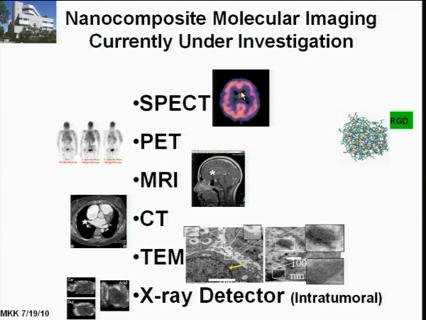 Nanocomposite Molecular Imaging
Currently Under Investigation
•SPECT
RGD
•PET
•MRI
•CT
•TEM
100
nm
•X-ray Detector (Intratumoral)
MKK 7/19/10